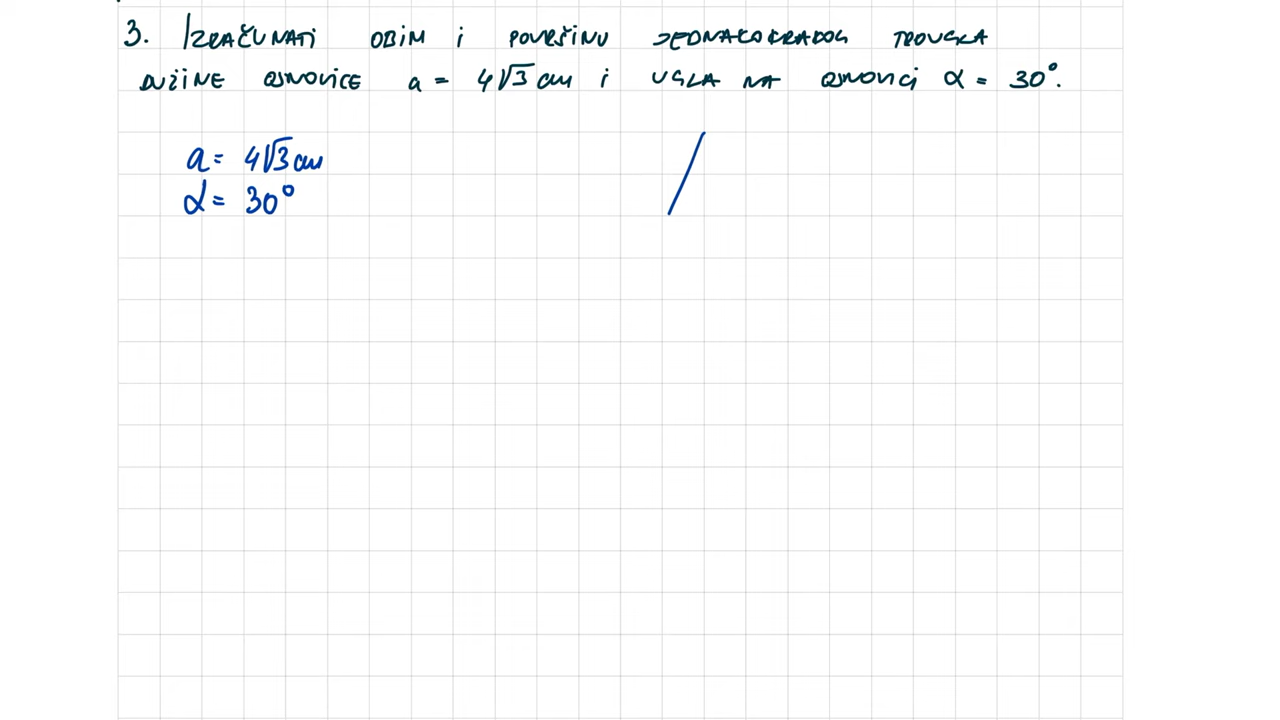 3. IZRAČUNATI OBIM I POVRŠINU JEDNAKOKRAKOG TROUGLA
DUŽINE OSNOVICE a = 4√3 cm I UGLA NA OSNOVICI α = 30°.
a = 4√3 cm
α = 30°